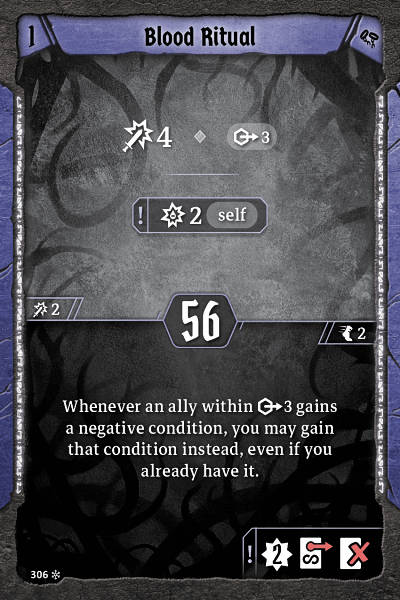 1
Blood Ritual
4
3
! 2 self
2
56
2
Whenever an ally within 3 gains
a negative condition, you may gain
that condition instead, even if you
already have it.
! 2
306